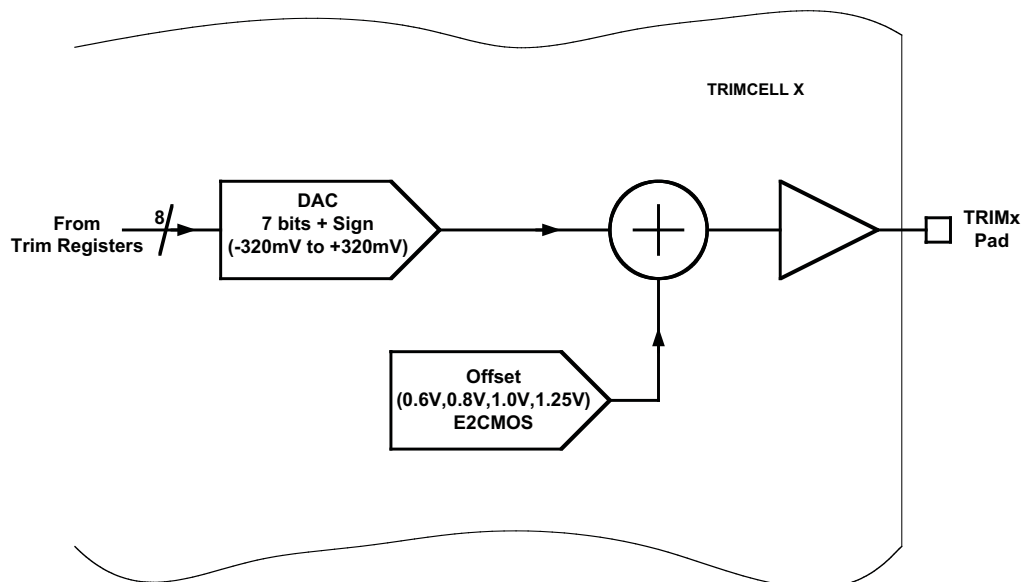 TRIMCELL X
8
From
Trim Registers
DAC
7 bits + Sign
(-320mV to +320mV)
TRIMx
Pad
Offset
(0.6V,0.8V,1.0V,1.25V)
E2CMOS